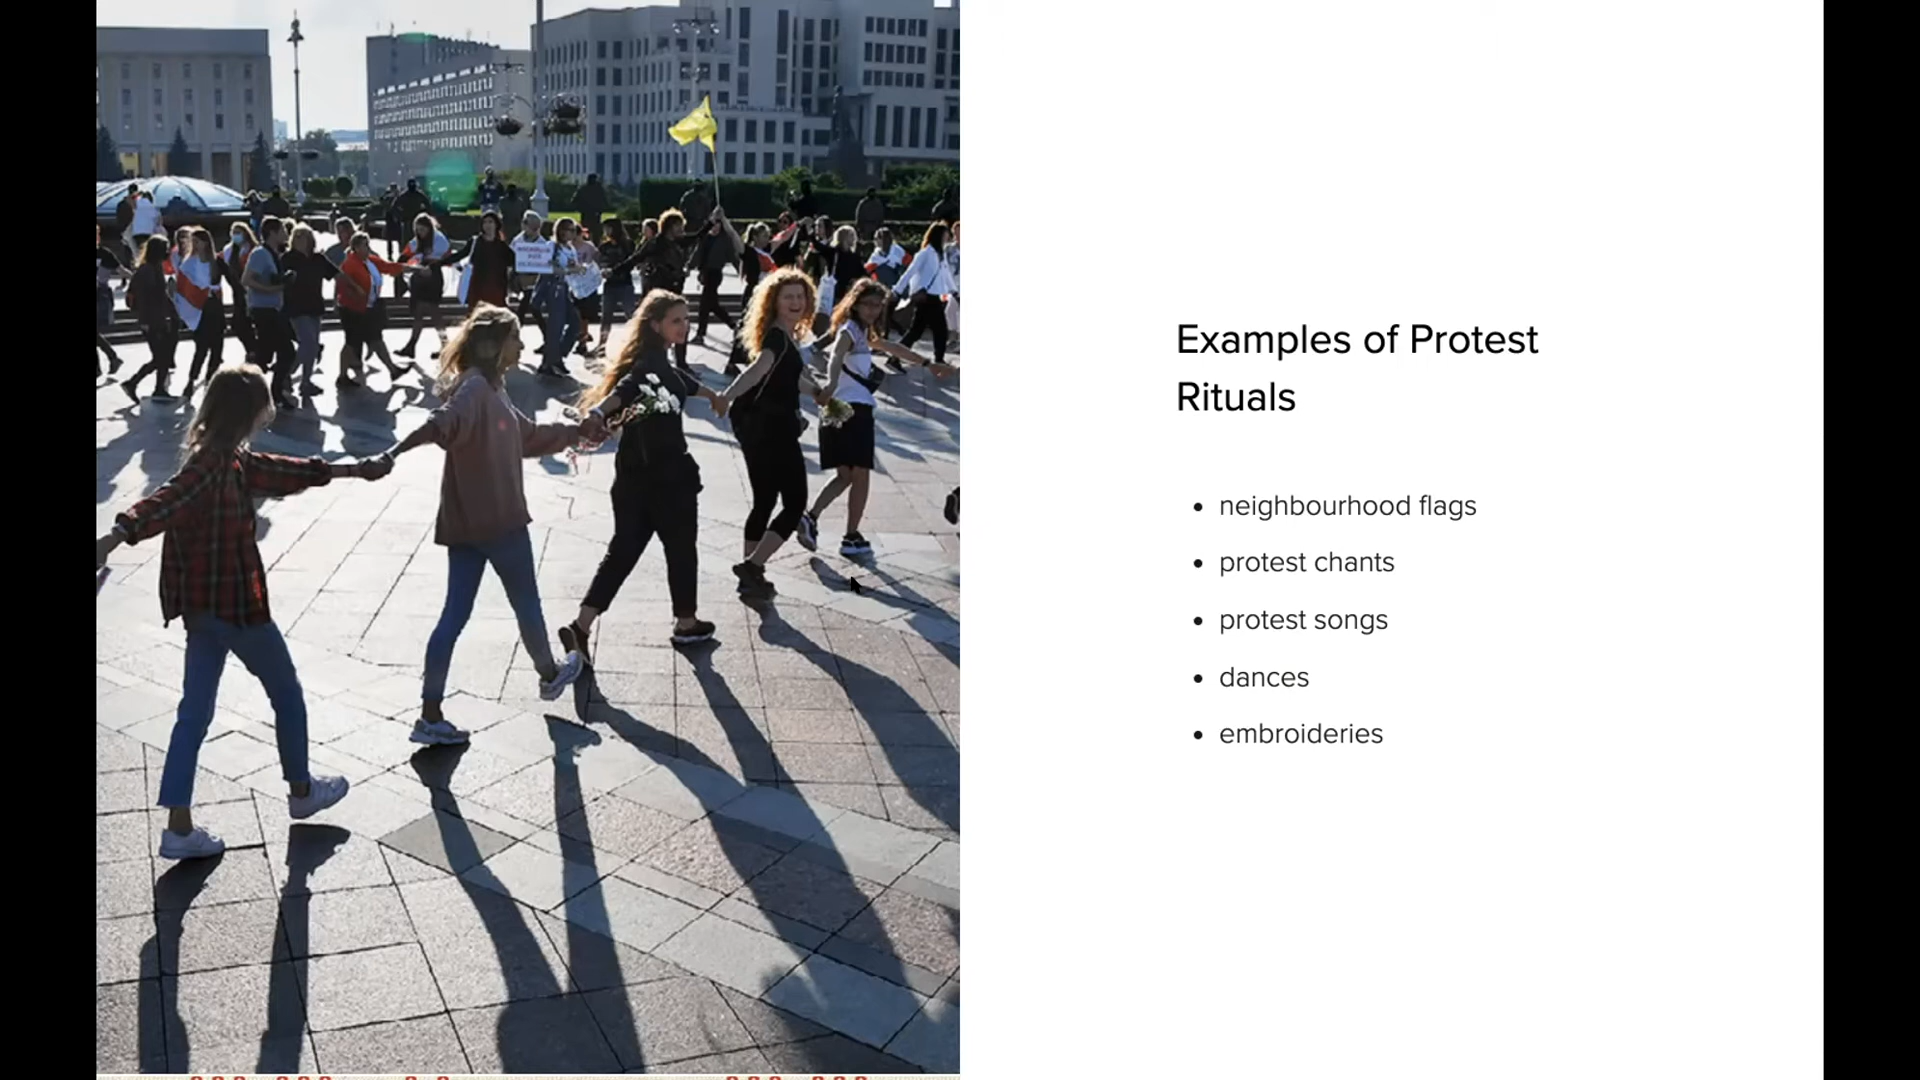 Examples of Protest
Rituals
neighbourhood flags
protest chants
protest songs
dances
embroideries